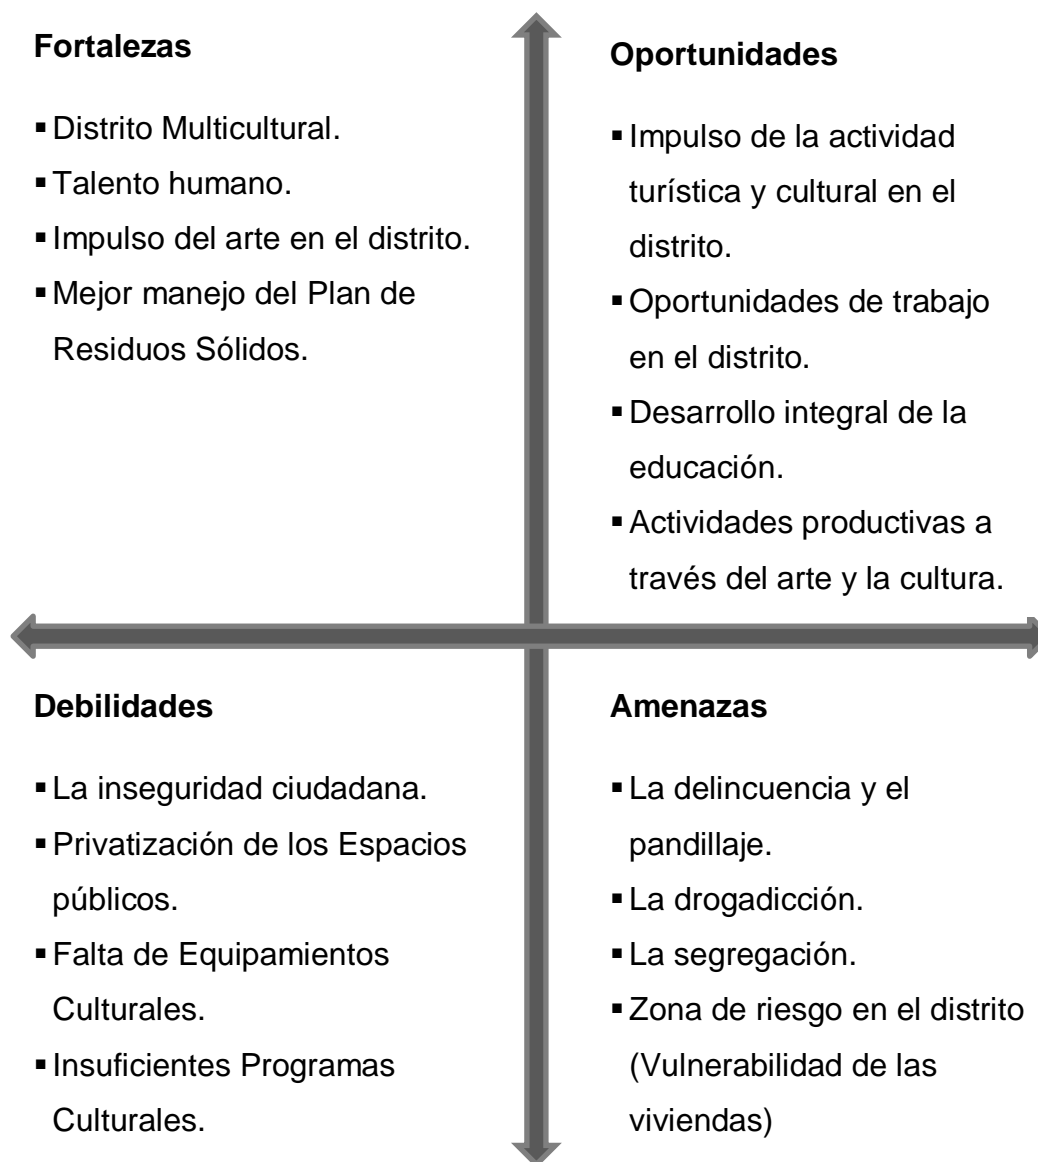 Fortalezas
▪ Distrito Multicultural.
▪ Talento humano.
▪ Impulso del arte en el distrito.
▪ Mejor manejo del Plan de
Residuos Sólidos.
Oportunidades
▪ Impulso de la actividad
turística y cultural en el
distrito.
▪ Oportunidades de trabajo
en el distrito.
▪ Desarrollo integral de la
educación.
▪ Actividades productivas a
través del arte y la cultura.
Debilidades
▪ La inseguridad ciudadana.
▪ Privatización de los Espacios
públicos.
▪ Falta de Equipamientos
Culturales.
▪ Insuficientes Programas
Culturales.
Amenazas
▪ La delincuencia y el
pandillaje.
▪ La drogadicción.
▪ La segregación.
▪ Zona de riesgo en el distrito
(Vulnerabilidad de las
viviendas)